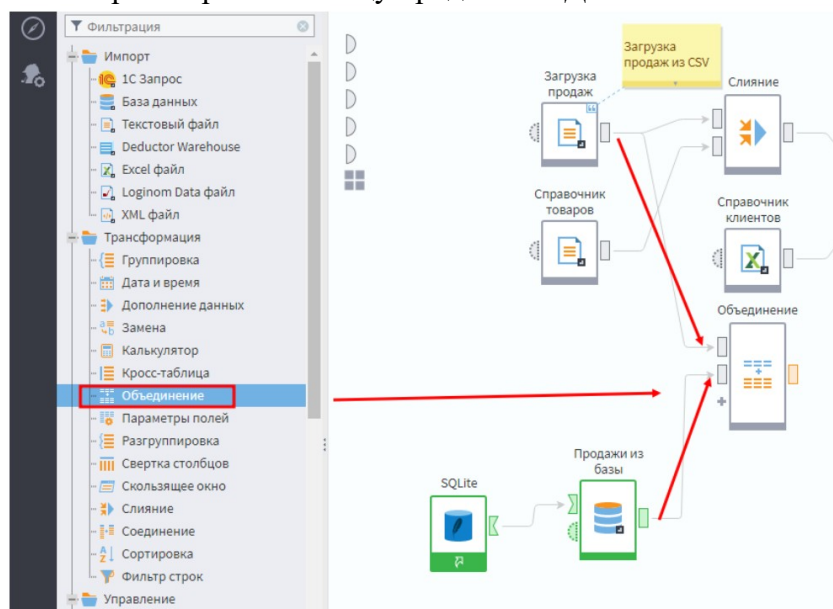 Фильтрация
Импорт
1С Запрос
База данных
Текстовый файл
Deductor Warehouse
Excel файл
Loginom Data файл
XML файл
Трансформация
Группировка
Дата и время
Дополнение данных
Замена
Калькулятор
Кросс-таблица
Объединение
Параметры полей
Разгруппировка
Свертка столбцов
Скользящее окно
Слияние
Соединение
Сортировка
Фильтр строк
Управление
Загрузка
продаж из CSV
Загрузка
продаж
Слияние
Справочник
товаров
Справочник
клиентов
Объединение
Продажи из
базы
SQLite